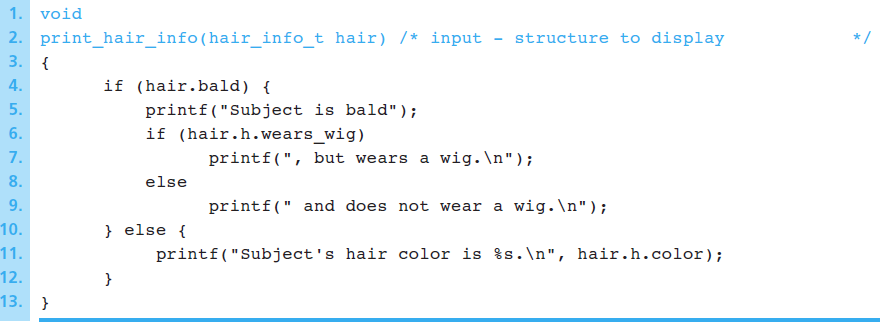 1. void
2. print_hair_info(hair_info_t hair) /* input – structure to display */
3. {
4. if (hair.bald) {
5. printf("Subject is bald");
6. if (hair.h.wears_wig)
7. printf(", but wears a wig.\n");
8. else
9. printf(" and does not wear a wig.\n");
10. } else {
11. printf("Subject's hair color is %s.\n", hair.h.color);
12. }
13. }